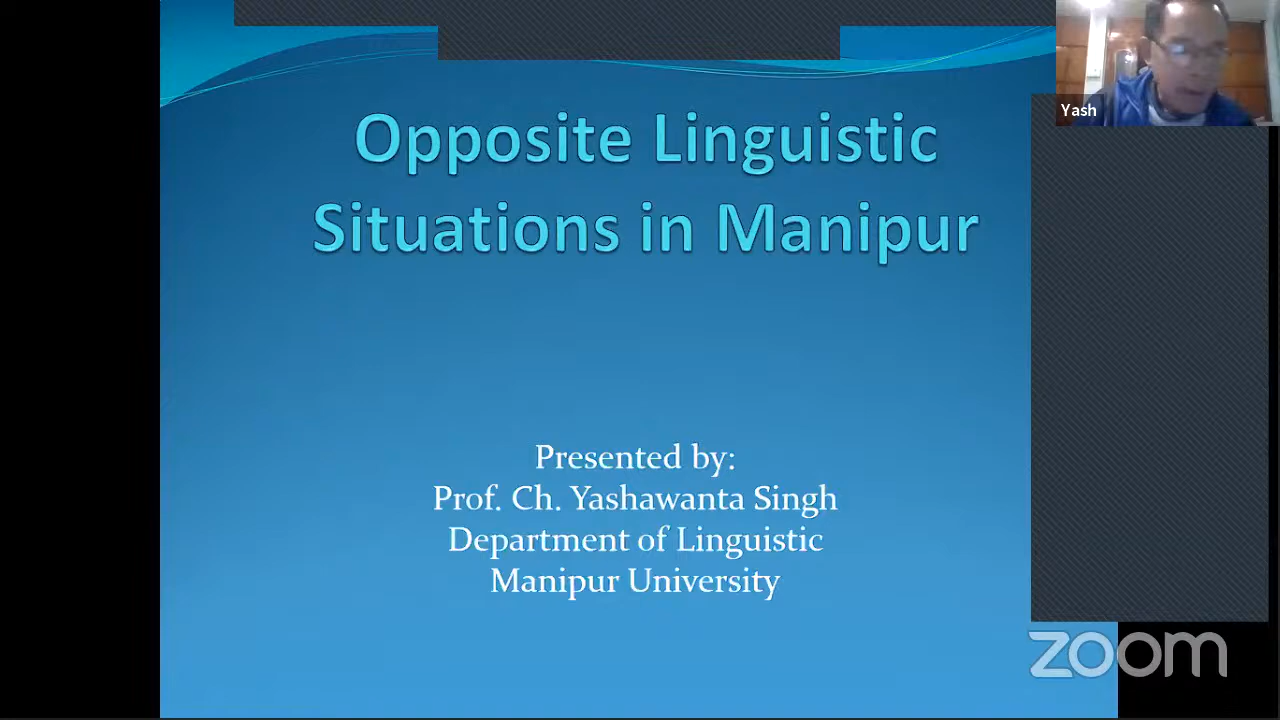 Opposite Linguistic
Situations in Manipur
Yash
Presented by:
Prof. Ch. Yashawanta Singh
Department of Linguistic
Manipur University
zoom